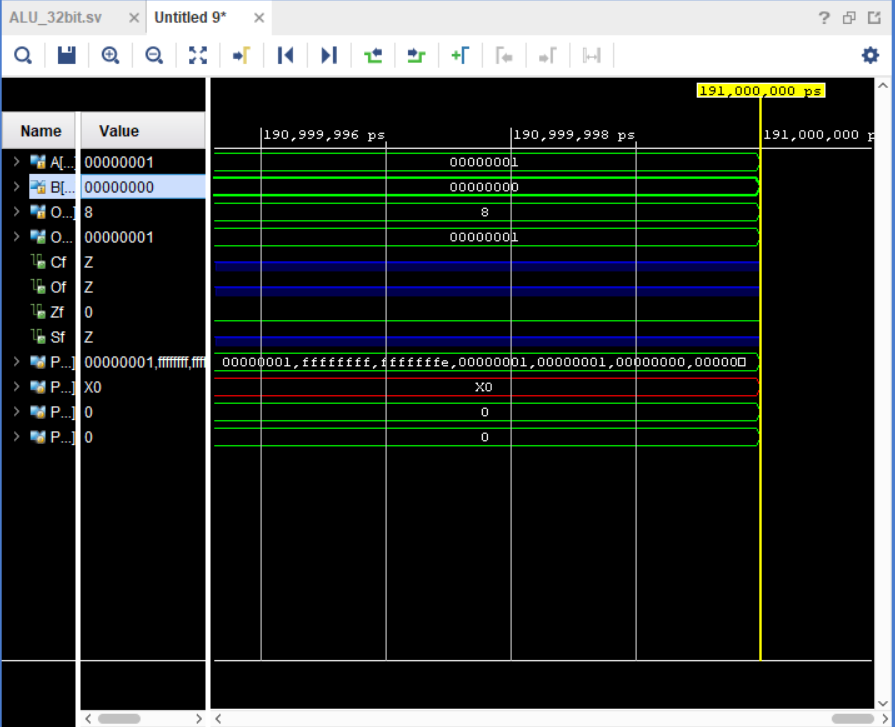 ALU_32bit.sv × Untitled 9* × ?
191,000,000 ps
Name Value
190,999,996 ps 190,999,998 ps 191,000,000 p
A[...] 00000001 00000001
B[... 00000000 00000000
O...] 8 8
O... 00000001 00000001
Cf Z
Of Z
Zf 0
Sf Z
P...] 00000001,ffffffff,fff 00000001,ffffffff,fffffffe,00000001,00000001,00000000,00000
P...] X0 X0
P...] 0 0
P...] 0 0